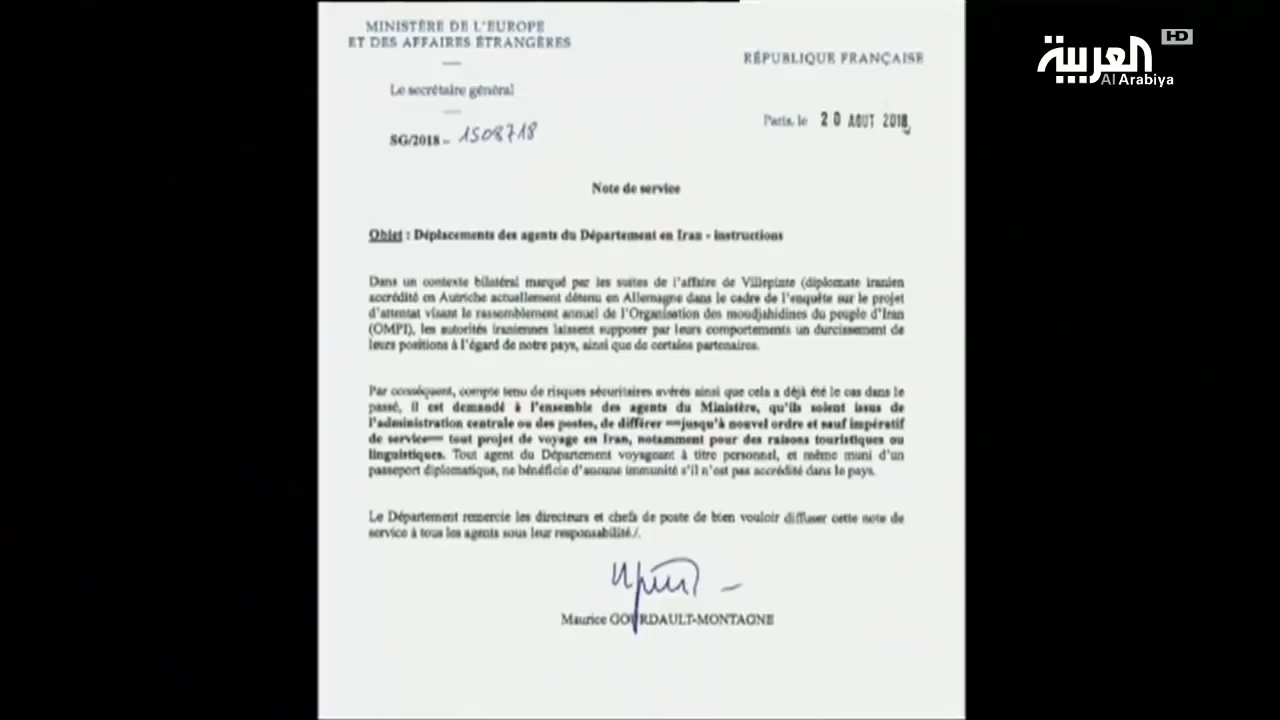 MINISTÈRE DE L'EUROPE
ET DES AFFAIRES ÉTRANGÈRES
RÉPUBLIQUE FRANÇAISE
العربية HD
Al Arabiya
Le secrétaire général
Paris, le 20 AOUT 2018
SG/2018 – 1508718
Note de service
Objet : Déplacements des agents du Département en Iran - instructions
Dans un contexte bilatéral marqué par les suites de l'affaire de Villepinte (diplomate iranien
accrédité en Autriche actuellement détenu en Allemagne dans le cadre de l'enquête sur le projet
d'attentat visant le rassemblement annuel de l'Organisation des moudjahidines du peuple d'Iran
(OMPI), les autorités iraniennes laissent supposer par leurs comportements un durcissement de
leurs positions à l'égard de notre pays, ainsi que de certains partenaires.
Par conséquent, compte tenu de risques sécuritaires avérés ainsi que cela a déjà été le cas dans le
passé, il est demandé à l'ensemble des agents du Ministère, qu'ils soient issus de
l'administration centrale ou des postes, de différer —jusqu'à nouvel ordre et sauf impératif
de service— tout projet de voyage en Iran, notamment pour des raisons touristiques ou
linguistiques. Tout agent du Département voyageant à titre personnel, et même muni d'un
passeport diplomatique, ne bénéficie d'aucune immunité s'il n'est pas accrédité dans le pays.
Le Département remercie les directeurs et chefs de poste de bien vouloir diffuser cette note de
service à tous les agents sous leur responsabilité./.
Maurice GOURDAULT-MONTAGNE